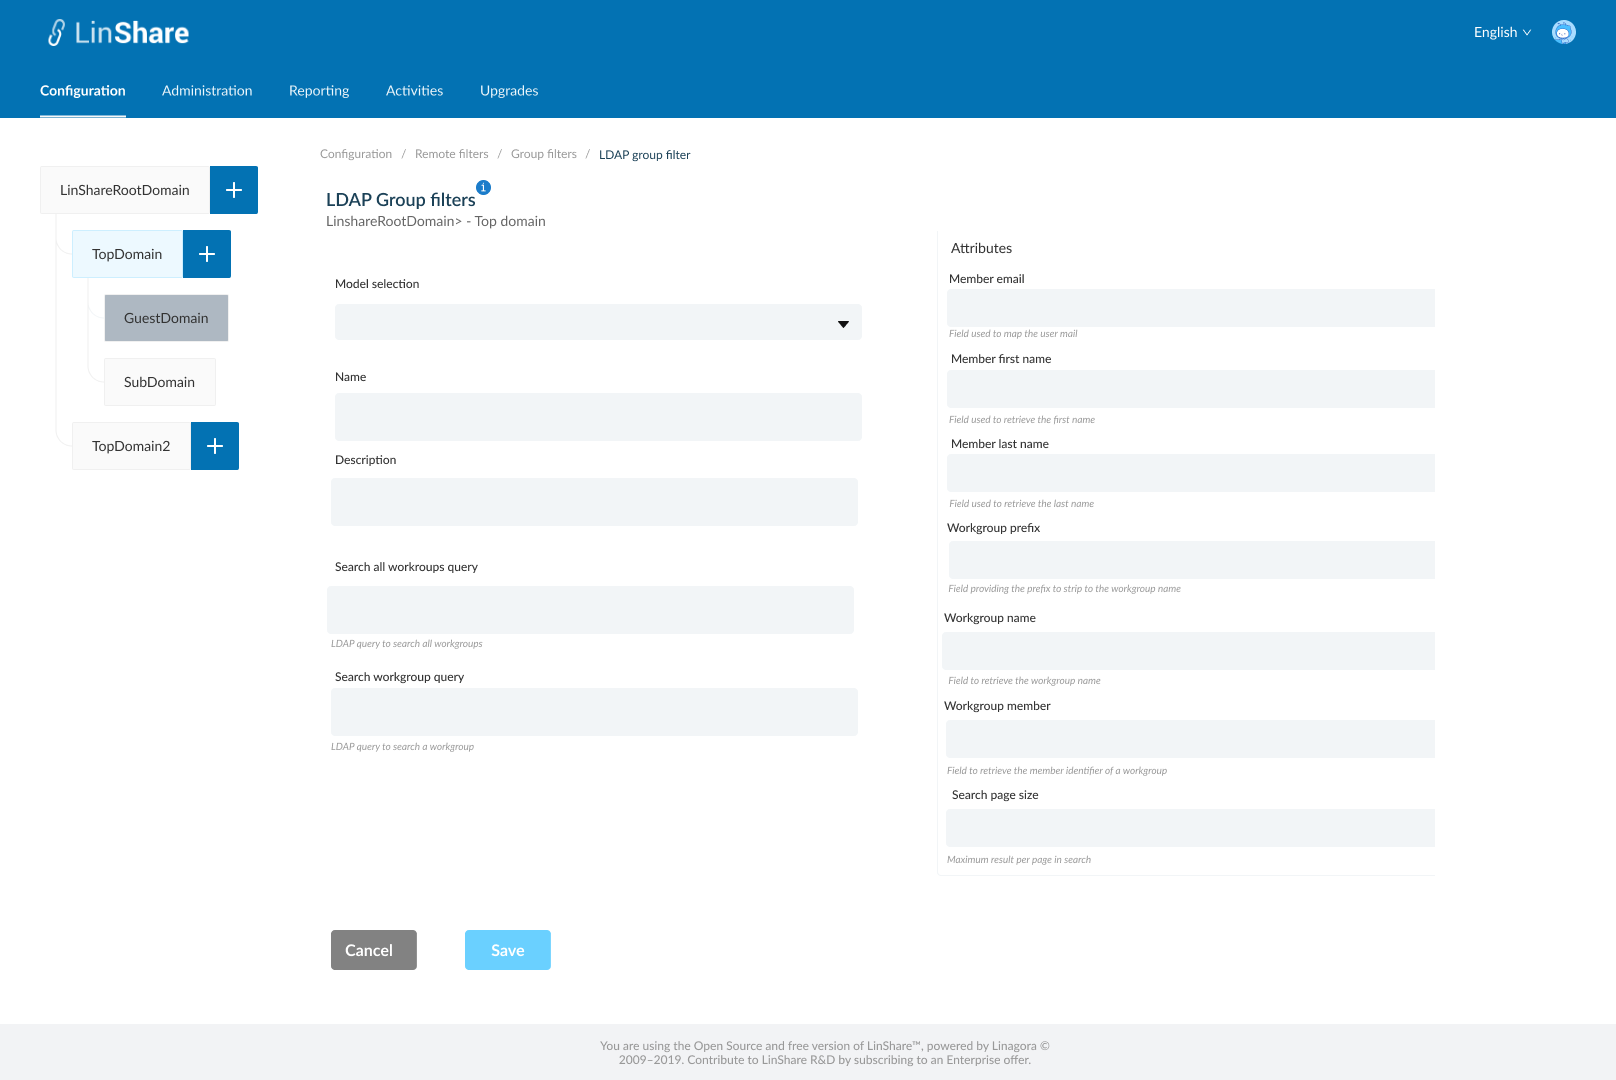 LinShare
English
Configuration
Administration
Reporting
Activities
Upgrades
LinShareRootDomain
TopDomain
GuestDomain
SubDomain
TopDomain2
Configuration / Remote filters / Group filters / LDAP group filter
LDAP Group filters i
LinshareRootDomain> - Top domain
Model selection
Name
Description
Search all workroups query
LDAP query to search all workgroups
Search workgroup query
LDAP query to search a workgroup
Attributes
Member email
Field used to map the user mail
Member first name
Field used to retrieve the first name
Member last name
Field used to retrieve the last name
Workgroup prefix
Field providing the prefix to strip to the workgroup name
Workgroup name
Field to retrieve the workgroup name
Workgroup member
Field to retrieve the member identifier of a workgroup
Search page size
Maximum result per page in search
Cancel
Save
You are using the Open Source and free version of LinShare™, powered by Linagora ©
2009–2019. Contribute to LinShare R&D by subscribing to an Enterprise offer.